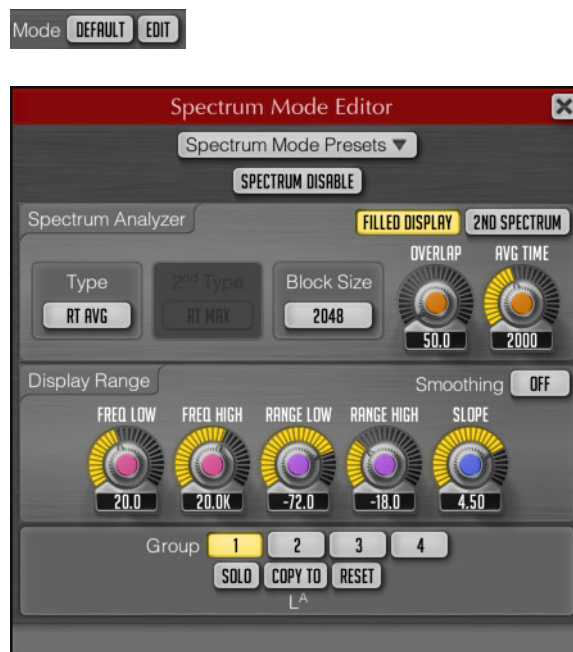 Mode DEFAULT EDIT
Spectrum Mode Editor
Spectrum Mode Presets
SPECTRUM DISABLE
Spectrum Analyzer FILLED DISPLAY 2ND SPECTRUM
OVERLAP AVG TIME
Type 2nd Type Block Size
RT AVG RT MAX 2048
50.0 2000
Display Range Smoothing OFF
FREQ LOW FREQ HIGH RANGE LOW RANGE HIGH SLOPE
20.0 20.0K -72.0 -18.0 4.50
Group 1 2 3 4
SOLO COPY TO RESET
LA